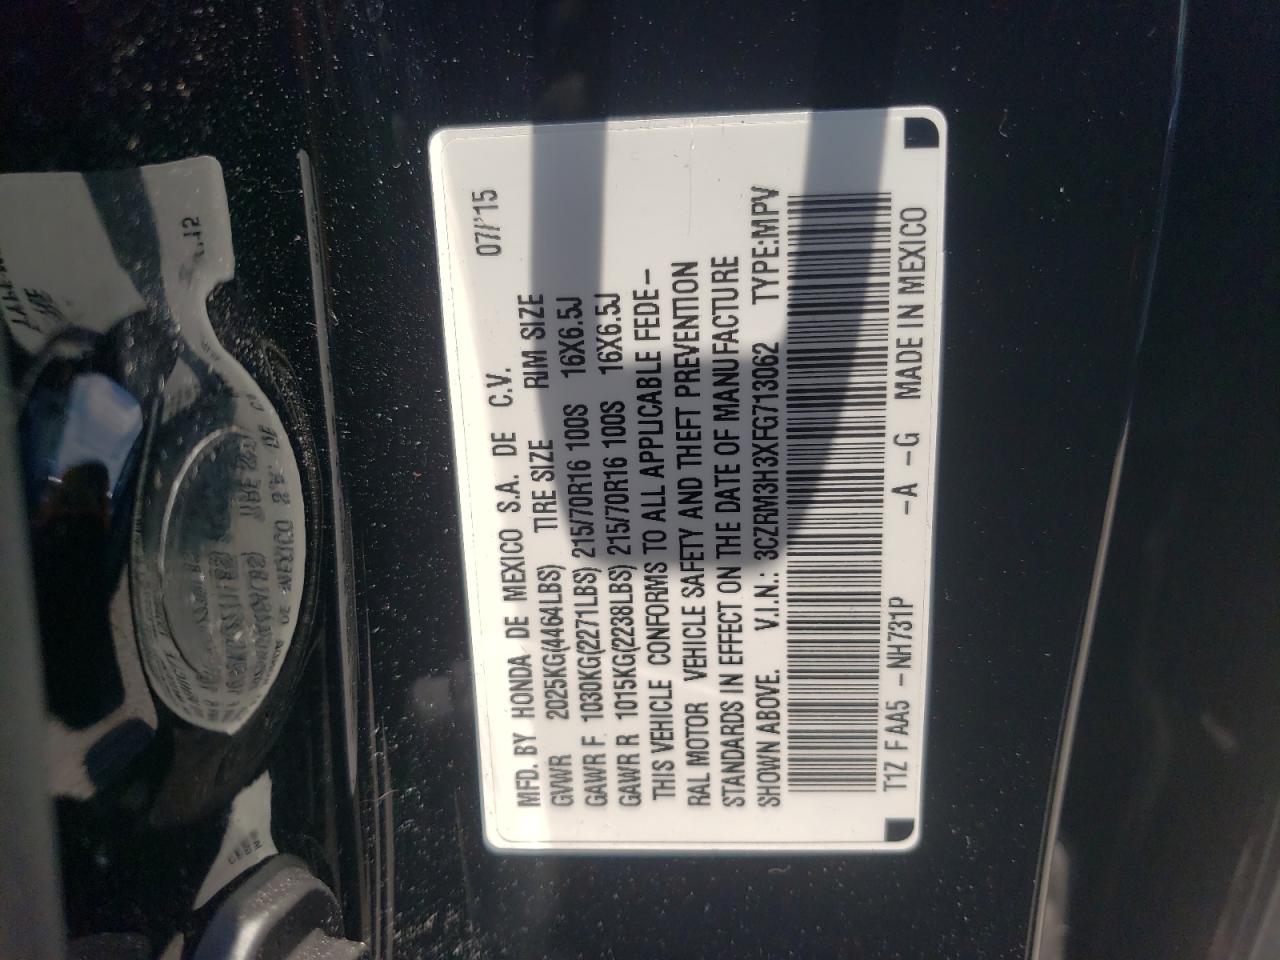 07/'15
MFD. BY HONDA DE MEXICO S.A. DE C.V.
GVWR 2025KG(4464LBS) TIRE SIZE RIM SIZE
GAWR F 1030KG(2271LBS) 215/70R16 100S 16X6.5J
GAWR R 1015KG(2238LBS) 215/70R16 100S 16X6.5J
THIS VEHICLE CONFORMS TO ALL APPLICABLE FEDE-
RAL MOTOR VEHICLE SAFETY AND THEFT PREVENTION
STANDARDS IN EFFECT ON THE DATE OF MANUFACTURE
SHOWN ABOVE. V.I.N.: 3CZRM3H3XFG713062 TYPE:MPV
T1Z F AA5 -NH731P -A -G MADE IN MEXICO